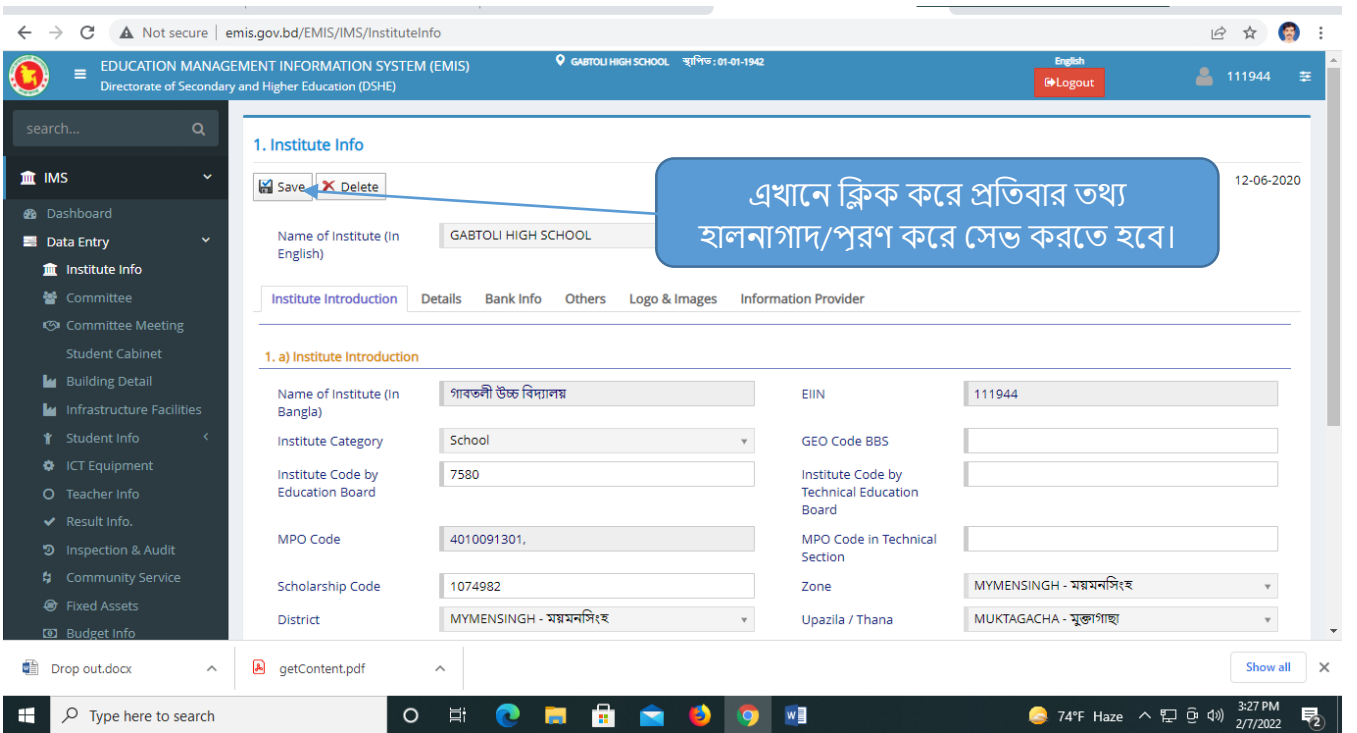 Not secure | emis.gov.bd/EMIS/IMS/InstituteInfo
EDUCATION MANAGEMENT INFORMATION SYSTEM (EMIS)
Directorate of Secondary and Higher Education (DSHE)
GABTOLI HIGH SCHOOL স্থাপিত : 01-01-1942
English
Logout
111944
search...
IMS
Dashboard
Data Entry
Institute Info
Committee
Committee Meeting
Student Cabinet
Building Detail
Infrastructure Facilities
Student Info
ICT Equipment
Teacher Info
Result Info.
Inspection & Audit
Community Service
Fixed Assets
Budget Info
1. Institute Info
Save Delete
12-06-2020
এখানে ক্লিক করে প্রতিবার তথ্য
হালনাগাদ/পূরণ করে সেভ করতে হবে।
Name of Institute (In
English)
GABTOLI HIGH SCHOOL
Institute Introduction Details Bank Info Others Logo & Images Information Provider
1. a) Institute Introduction
Name of Institute (In
Bangla)
গাবতলী উচ্চ বিদ্যালয়
EIIN
111944
Institute Category
School
GEO Code BBS
Institute Code by
Education Board
7580
Institute Code by
Technical Education
Board
MPO Code
4010091301,
MPO Code in Technical
Section
Scholarship Code
1074982
Zone
MYMENSINGH - ময়মনসিংহ
District
MYMENSINGH - ময়মনসিংহ
Upazila / Thana
MUKTAGACHA - মুক্তাগাছা
Drop out.docx
getContent.pdf
Show all
Type here to search
74°F Haze
3:27 PM
2/7/2022
2